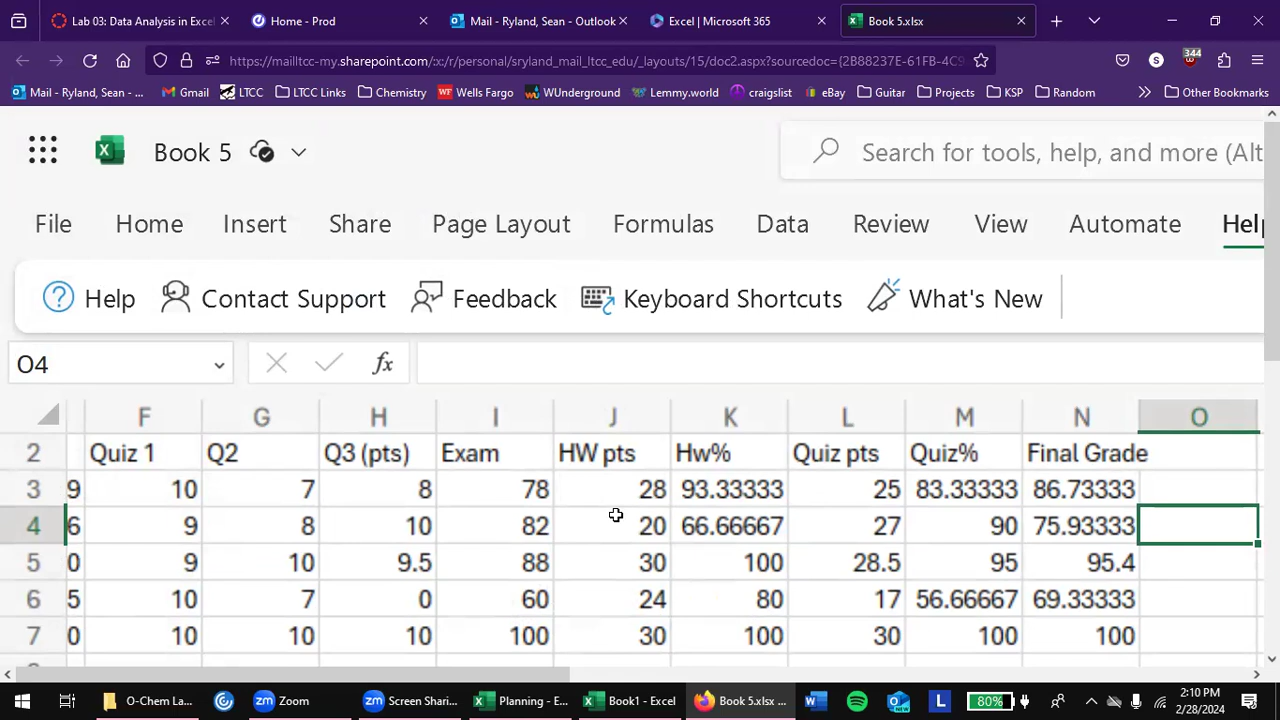 Lab 03: Data Analysis in Excel
Home - Prod
Mail - Ryland, Sean - Outlook
Excel | Microsoft 365
Book 5.xlsx
https://mailltcc-my.sharepoint.com/:x:/r/personal/sryland_mail_ltcc_edu/_layouts/15/doc2.aspx?sourcedoc={2B88237E-61FB-4C9
344
Mail - Ryland, Sean - ...
Gmail
LTCC
LTCC Links
Chemistry
Wells Fargo
WUnderground
Lemmy.world
craigslist
eBay
Guitar
Projects
KSP
Random
Other Bookmarks
Book 5
Search for tools, help, and more (Alt
File Home Insert Share Page Layout Formulas Data Review View Automate Help
Help Contact Support Feedback Keyboard Shortcuts What's New
O4 fx
F G H I J K L M N O
2 Quiz 1 Q2 Q3 (pts) Exam HW pts Hw% Quiz pts Quiz% Final Grade
3 9 10 7 8 78 28 93.33333 25 83.33333 86.73333
4 6 9 8 10 82 20 66.66667 27 90 75.93333
5 0 9 10 9.5 88 30 100 28.5 95 95.4
6 5 10 7 0 60 24 80 17 56.66667 69.33333
7 0 10 10 10 100 30 100 30 100 100
O-Chem La...
Zoom
Screen Shari...
Planning - E...
Book1 - Excel
Book 5.xlsx ...
L
80%
2:10 PM
2/28/2024